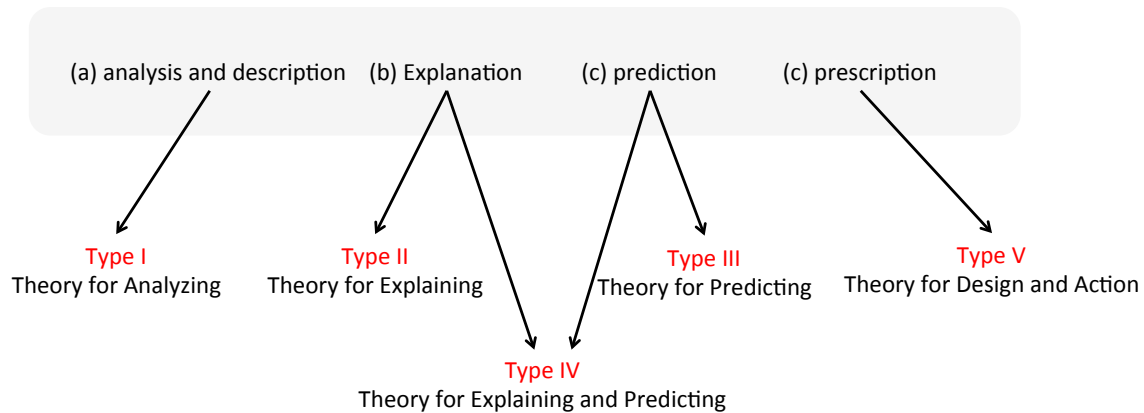 (a) analysis and description (b) Explanation (c) prediction (c) prescription
Type I
Theory for Analyzing
Type II
Theory for Explaining
Type III
Theory for Predicting
Type V
Theory for Design and Action
Type IV
Theory for Explaining and Predicting